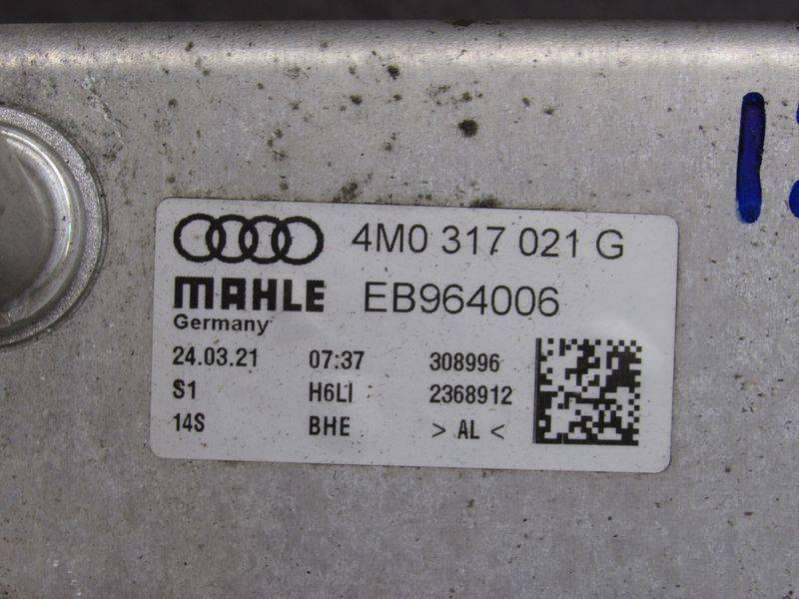 4M0 317 021 G
MAHLE EB964006
Germany
24.03.21 07:37 308996
S1 H6LI 2368912
14S BHE > AL <